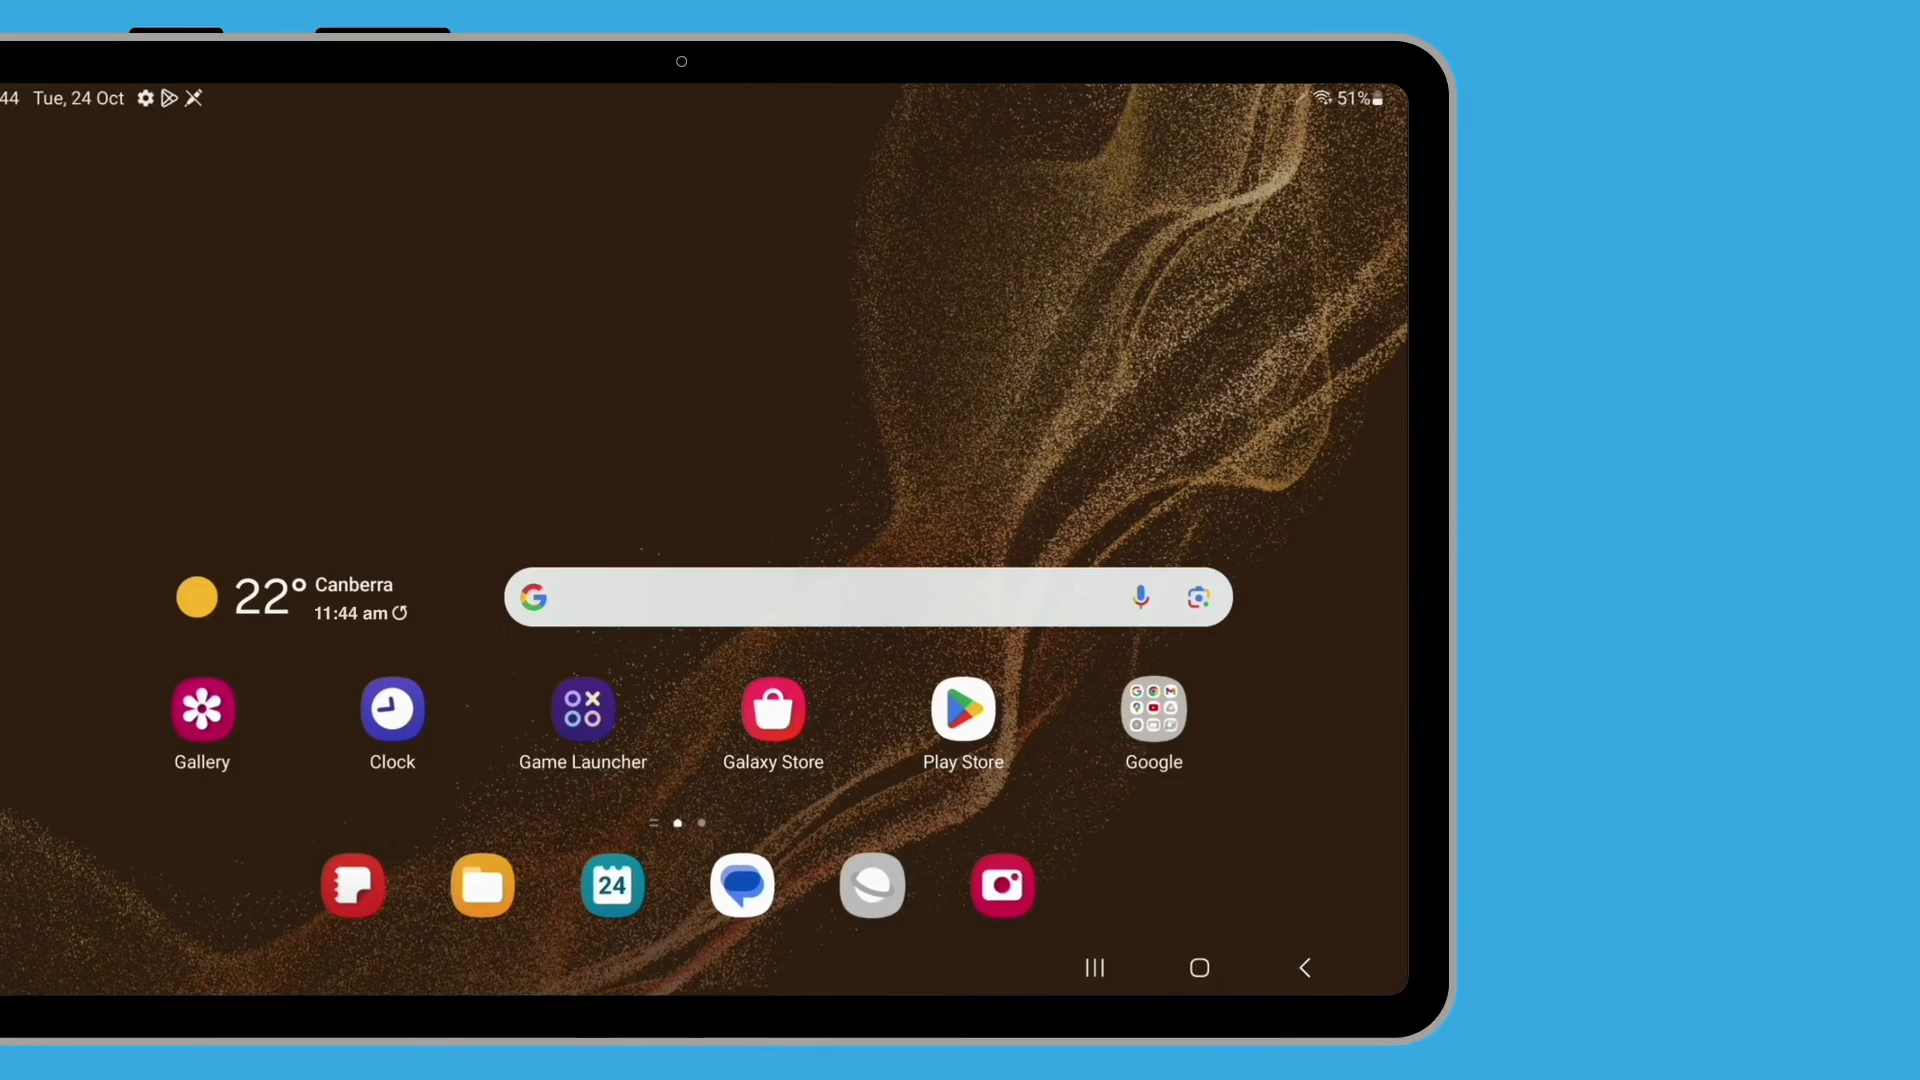 44 Tue, 24 Oct
51%
22° Canberra
11:44 am
Gallery
Clock
Game Launcher
Galaxy Store
Play Store
Google
24